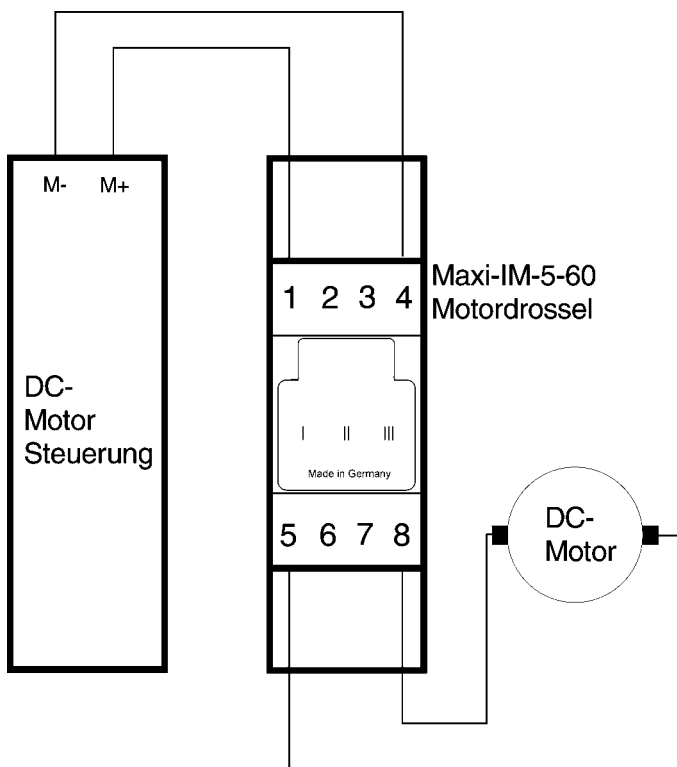 M- M+
Maxi-IM-5-60
Motordrossel
1 2 3 4
DC-
Motor
Steuerung
I II III
Made in Germany
5 6 7 8
DC-
Motor